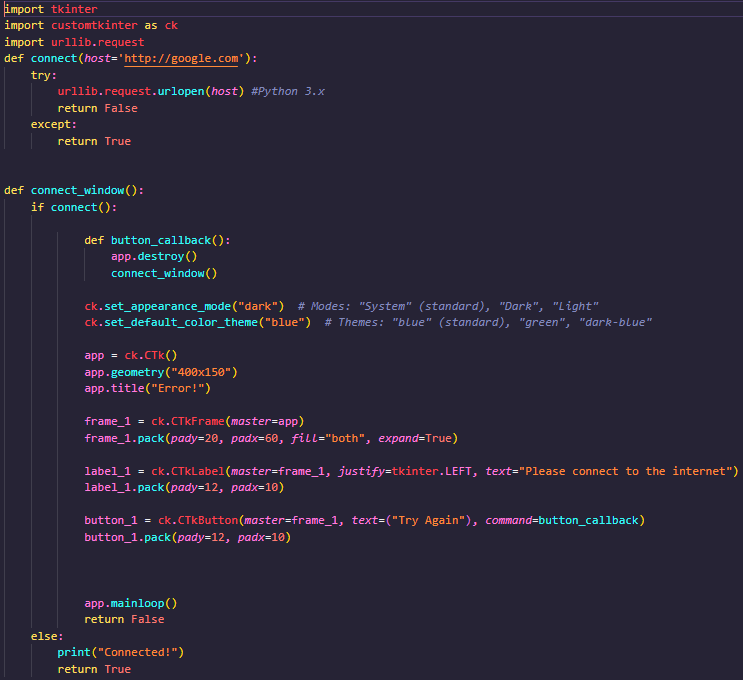 import tkinter
import customtkinter as ck
import urllib.request
def connect(host='http://google.com'):
    try:
        urllib.request.urlopen(host) #Python 3.x
        return False
    except:
        return True


def connect_window():
    if connect():

            def button_callback():
                app.destroy()
                connect_window()

            ck.set_appearance_mode("dark")  # Modes: "System" (standard), "Dark", "Light"
            ck.set_default_color_theme("blue")  # Themes: "blue" (standard), "green", "dark-blue"

            app = ck.CTk()
            app.geometry("400x150")
            app.title("Error!")

            frame_1 = ck.CTkFrame(master=app)
            frame_1.pack(pady=20, padx=60, fill="both", expand=True)

            label_1 = ck.CTkLabel(master=frame_1, justify=tkinter.LEFT, text="Please connect to the internet")
            label_1.pack(pady=12, padx=10)

            button_1 = ck.CTkButton(master=frame_1, text=("Try Again"), command=button_callback)
            button_1.pack(pady=12, padx=10)



            app.mainloop()
            return False
    else:
        print("Connected!")
        return True